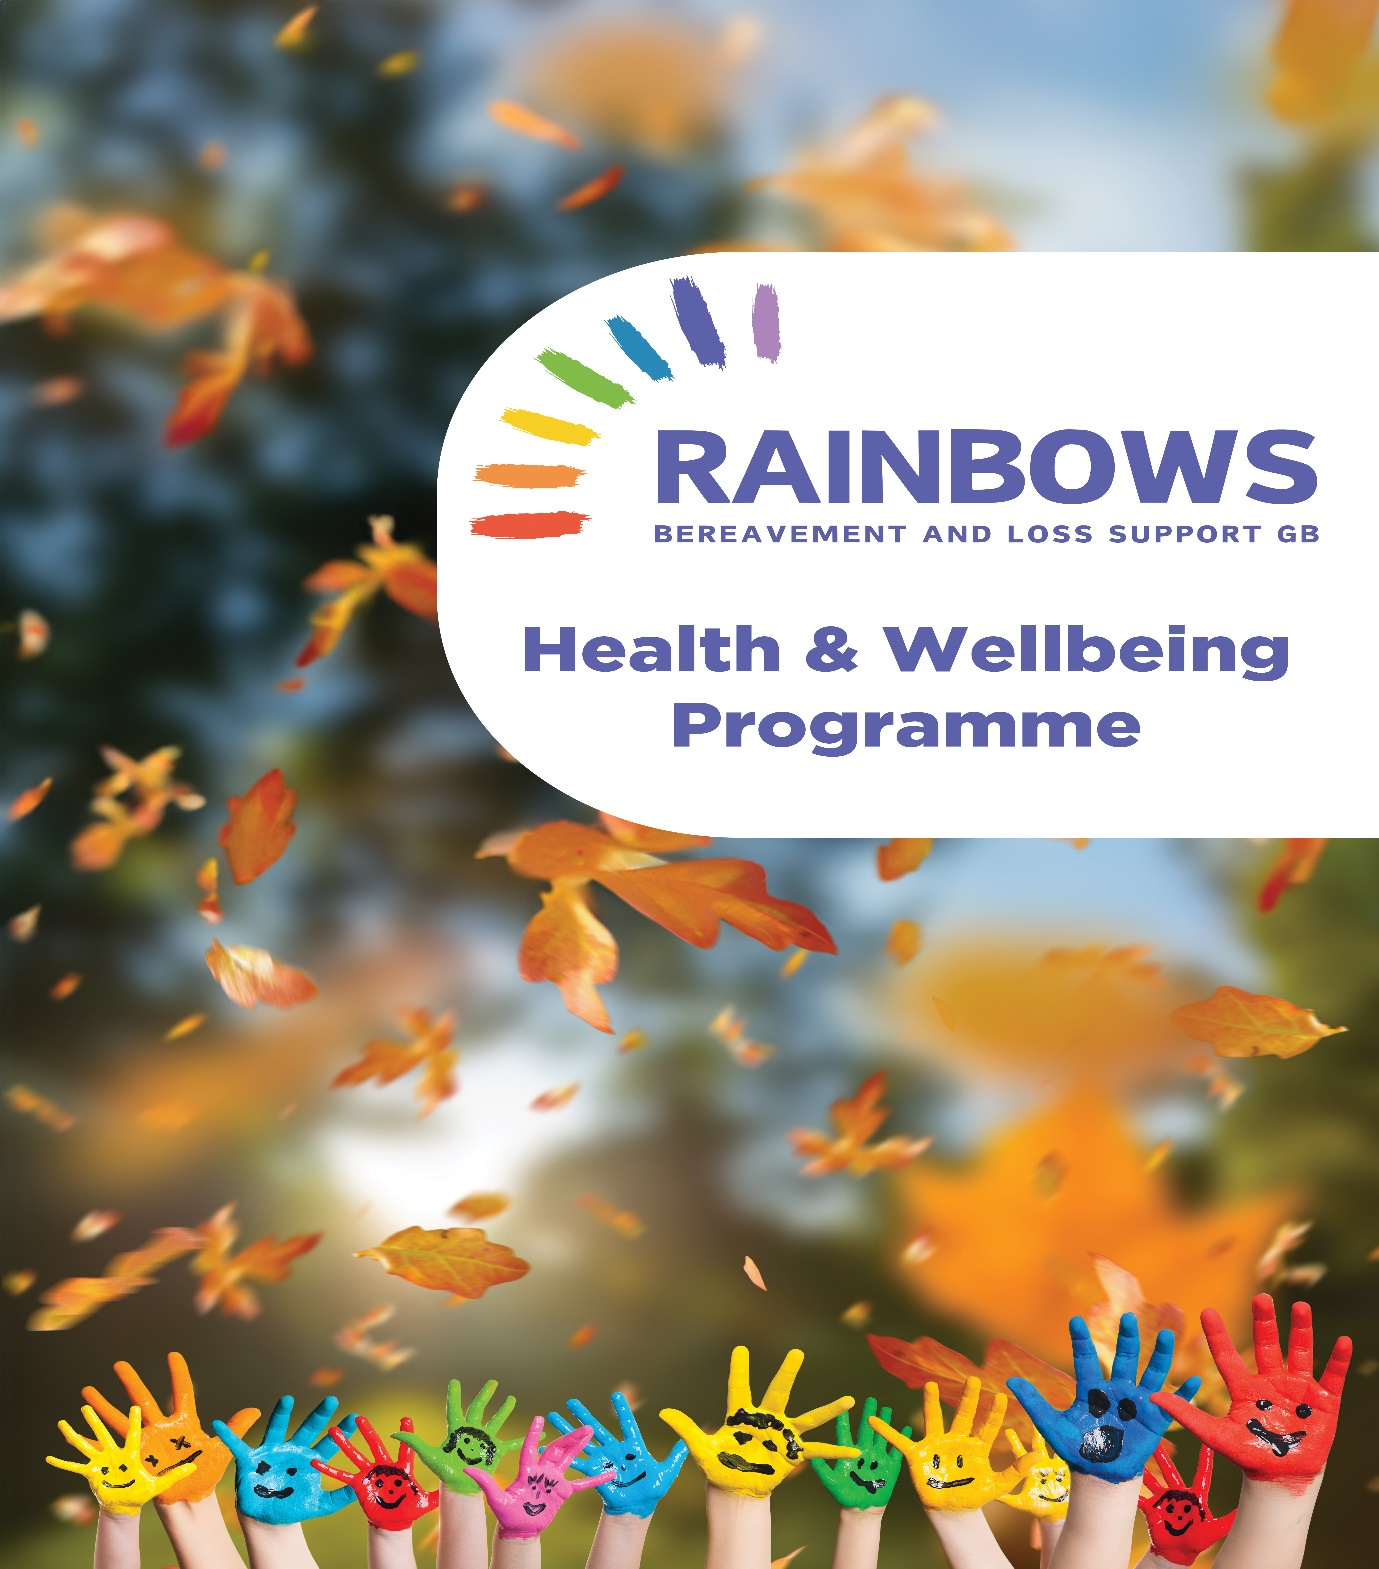 RAINBOWS
BEREAVEMENT AND LOSS SUPPORT GB
Health & Wellbeing
Programme